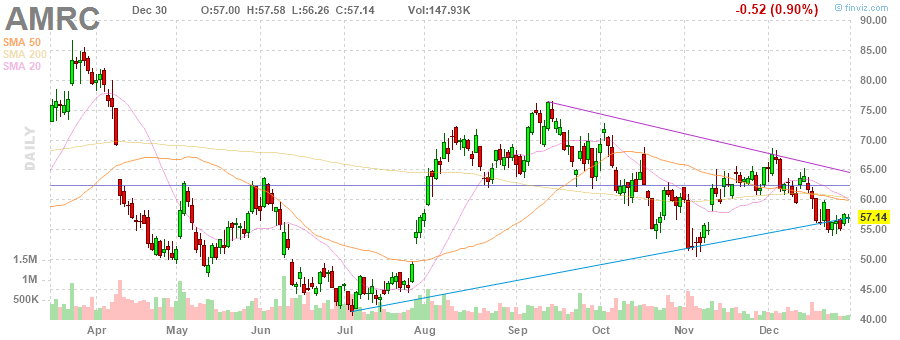 AMRC Dec 30 O:57.00 H:57.58 L:56.26 C:57.14 Vol:147.93K -0.52 (0.90%) © finviz.com
SMA 50
SMA 200
SMA 20
DAILY
90.00
85.00
80.00
75.00
70.00
65.00
60.00
57.14
55.00
50.00
45.00
40.00
1.5M
1M
500K
Apr May Jun Jul Aug Sep Oct Nov Dec